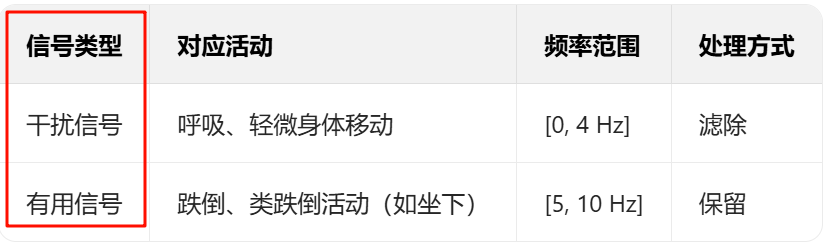 信号类型 对应活动 频率范围 处理方式
干扰信号 呼吸、轻微身体移动 [0, 4 Hz] 滤除
有用信号 跌倒、类跌倒活动（如坐下） [5, 10 Hz] 保留